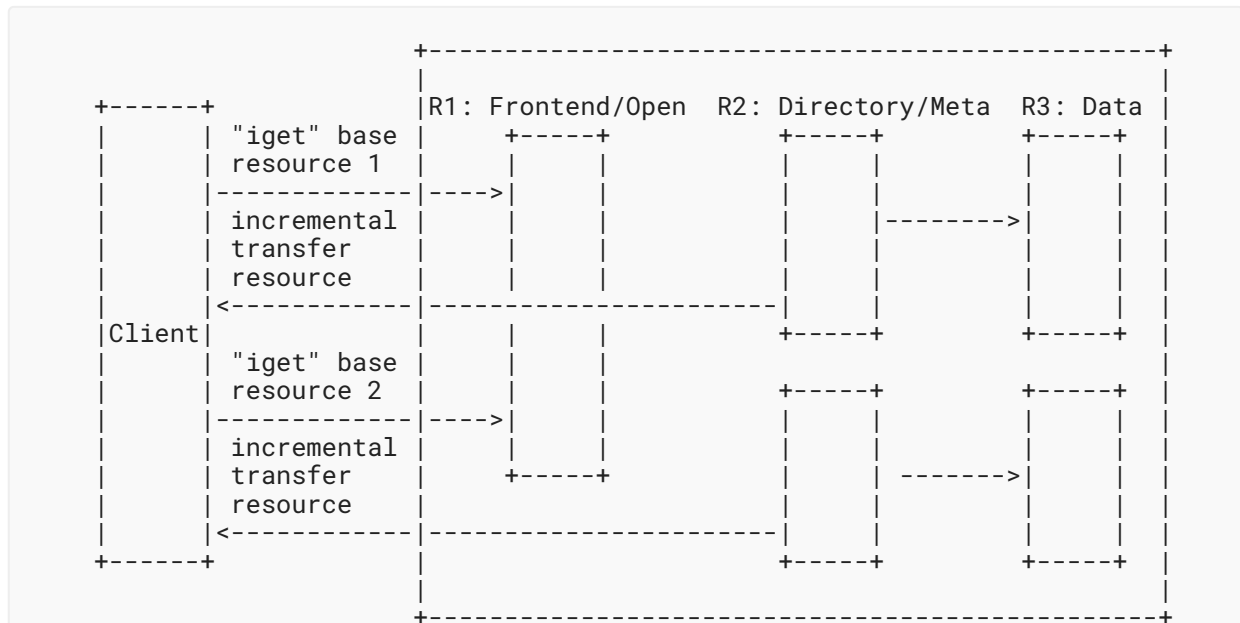 R1: Frontend/Open R2: Directory/Meta R3: Data
"iget" base
resource 1
incremental
transfer
resource
Client
"iget" base
resource 2
incremental
transfer
resource